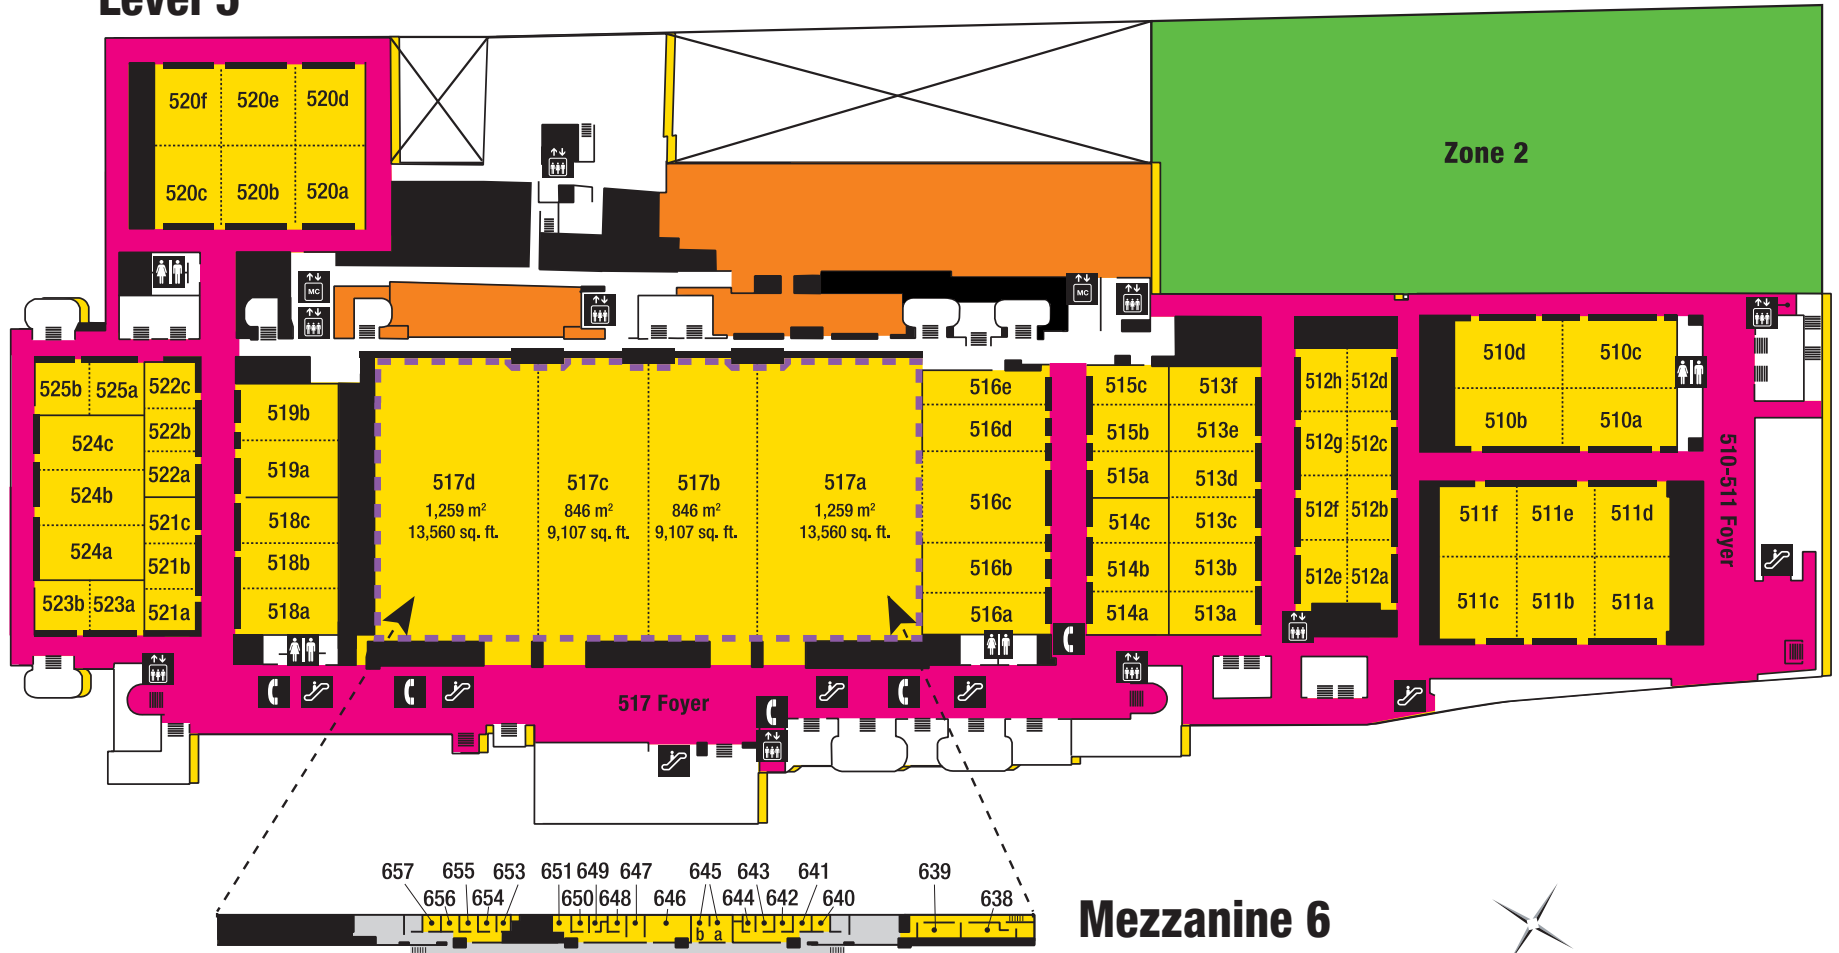 Level 5
520f 520e 520d
Zone 2
520c 520b 520a
MC
MC
510d 510c
525b 525a 522c
516e 515c 513f
512h 512d
519b
522b
516d 515b 513e
510b 510a
524c
512g 512c
519a
522a
517d 517c 517b 517a
515a 513d
510-511 Foyer
524b
1,259 m² 846 m² 846 m² 1,259 m²
516c
512f 512b
511f 511e 511d
521c 518c
13,560 sq. ft. 9,107 sq. ft. 9,107 sq. ft. 13,560 sq. ft.
514c 513c
524a
521b 518b
516b 514b 513b
512e 512a
523b 523a 521a 518a
516a 514a 513a
511c 511b 511a
517 Foyer
657 655 653 651 649 647 645 643 641 639
656 654 650 648 646 644 642 640 638
b a
Mezzanine 6